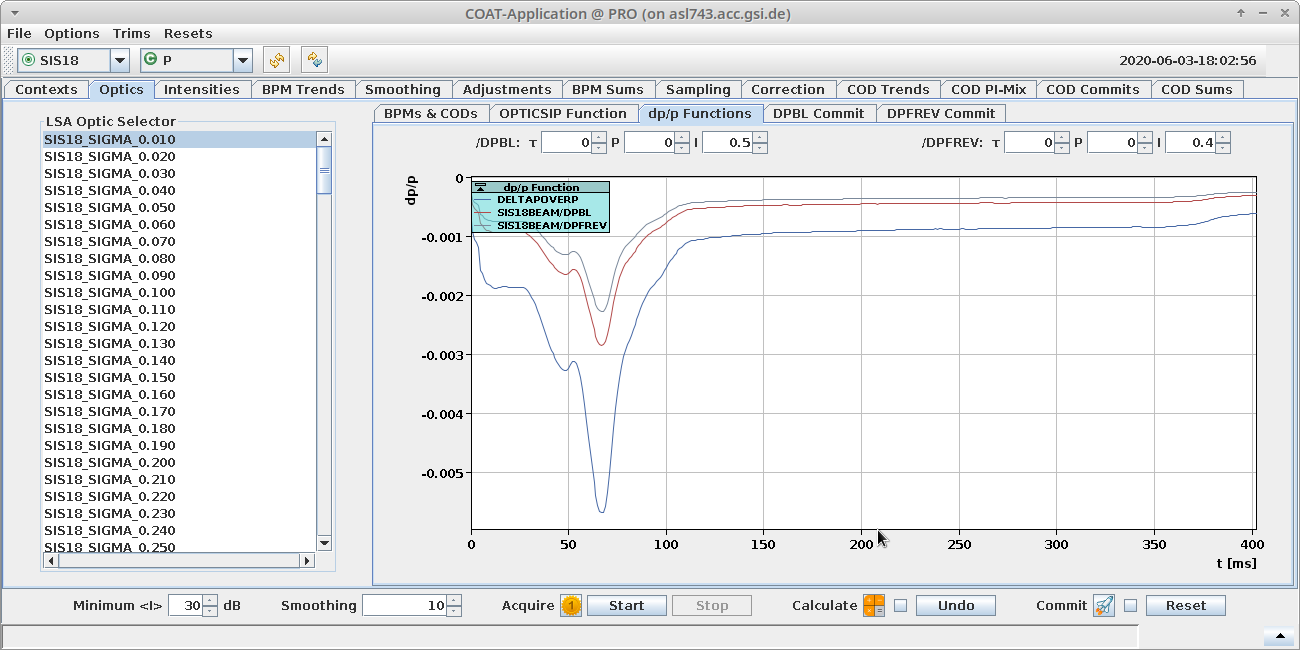 COAT-Application @ PRO (on asl743.acc.gsi.de)
File Options Trims Resets
SIS18 P 2020-06-03-18:02:56
Contexts Optics Intensities BPM Trends Smoothing Adjustments BPM Sums Sampling Correction COD Trends COD PI-Mix COD Commits COD Sums
BPMs & CODs OPTICSIP Function dp/p Functions DPBL Commit DPFREV Commit
LSA Optic Selector
SIS18_SIGMA_0.010
SIS18_SIGMA_0.020
SIS18_SIGMA_0.030
SIS18_SIGMA_0.040
SIS18_SIGMA_0.050
SIS18_SIGMA_0.060
SIS18_SIGMA_0.070
SIS18_SIGMA_0.080
SIS18_SIGMA_0.090
SIS18_SIGMA_0.100
SIS18_SIGMA_0.110
SIS18_SIGMA_0.120
SIS18_SIGMA_0.130
SIS18_SIGMA_0.140
SIS18_SIGMA_0.150
SIS18_SIGMA_0.160
SIS18_SIGMA_0.170
SIS18_SIGMA_0.180
SIS18_SIGMA_0.190
SIS18_SIGMA_0.200
SIS18_SIGMA_0.210
SIS18_SIGMA_0.220
SIS18_SIGMA_0.230
SIS18_SIGMA_0.240
SIS18_SIGMA_0.250
/DPBL: T 0 P 0 I 0.5 /DPFREV: T 0 P 0 I 0.4
dp/p
dp/p Function
DELTAPOVERP
SIS18BEAM/DPBL
SIS18BEAM/DPFREV
0
-0.001
-0.002
-0.003
-0.004
-0.005
0 50 100 150 200 250 300 350 400
t [ms]
Minimum <I> 30 dB Smoothing 10 Acquire 1 Start Stop Calculate Undo Commit Reset